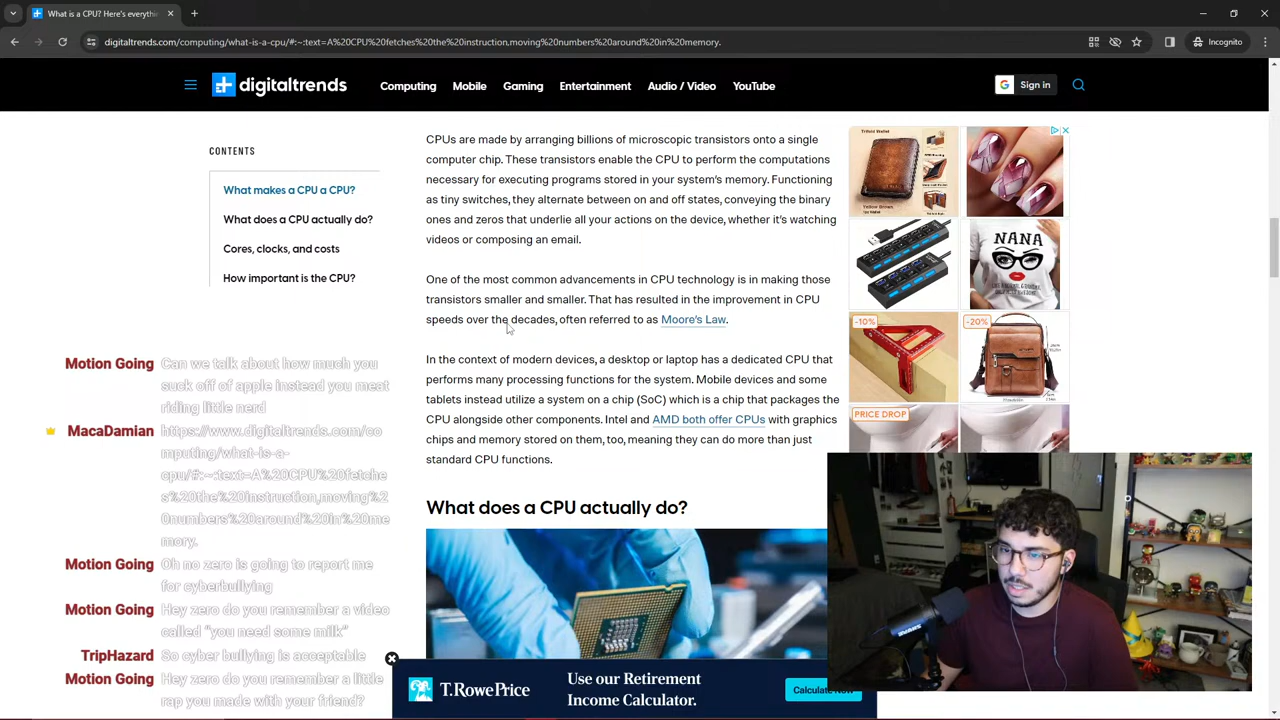 What is a CPU? Here's everythi
digitaltrends.com/computing/what-is-a-cpu/#:~:text=A%20CPU%20fetches%20the%20instruction,moving%20numbers%20around%20in%20memory.
Incognito
digitaltrends
Computing
Mobile
Gaming
Entertainment
Audio / Video
YouTube
Sign in
CONTENTS
What makes a CPU a CPU?
What does a CPU actually do?
Cores, clocks, and costs
How important is the CPU?
CPUs are made by arranging billions of microscopic transistors onto a single
computer chip. These transistors enable the CPU to perform the computations
necessary for executing programs stored in your system's memory. Functioning
as tiny switches, they alternate between on and off states, conveying the binary
ones and zeros that underlie all your actions on the device, whether it's watching
videos or composing an email.
One of the most common advancements in CPU technology is in making those
transistors smaller and smaller. That has resulted in the improvement in CPU
speeds over the decades, often referred to as Moore's Law.
In the context of modern devices, a desktop or laptop has a dedicated CPU that
performs many processing functions for the system. Mobile devices and some
tablets instead utilize a system on a chip (SoC) which is a chip that packages the
CPU alongside other components. Intel and AMD both offer CPUs with graphics
chips and memory stored on them, too, meaning they can do more than just
standard CPU functions.
What does a CPU actually do?
NANA
-10%
-20%
PRICE DROP
Motion Going Can we talk about how much you
suck off of apple instead you meat
riding little nerd
MacaDamian https://www.digitaltrends.com/co
mputing/what-is-a-
cpu/#:~:text=A%20CPU%20fetche
s%20the%20instruction,moving%2
0numbers%20around%20in%20me
mory.
Motion Going Oh no zero is going to report me
for cyberbullying
Motion Going Hey zero do you remember a video
called "you need some milk"
TripHazard So cyber bullying is acceptable
Motion Going Hey zero do you remember a little
rap you made with your friend?
T.RowePrice
Use our Retirement
Income Calculator.
Calculate Now